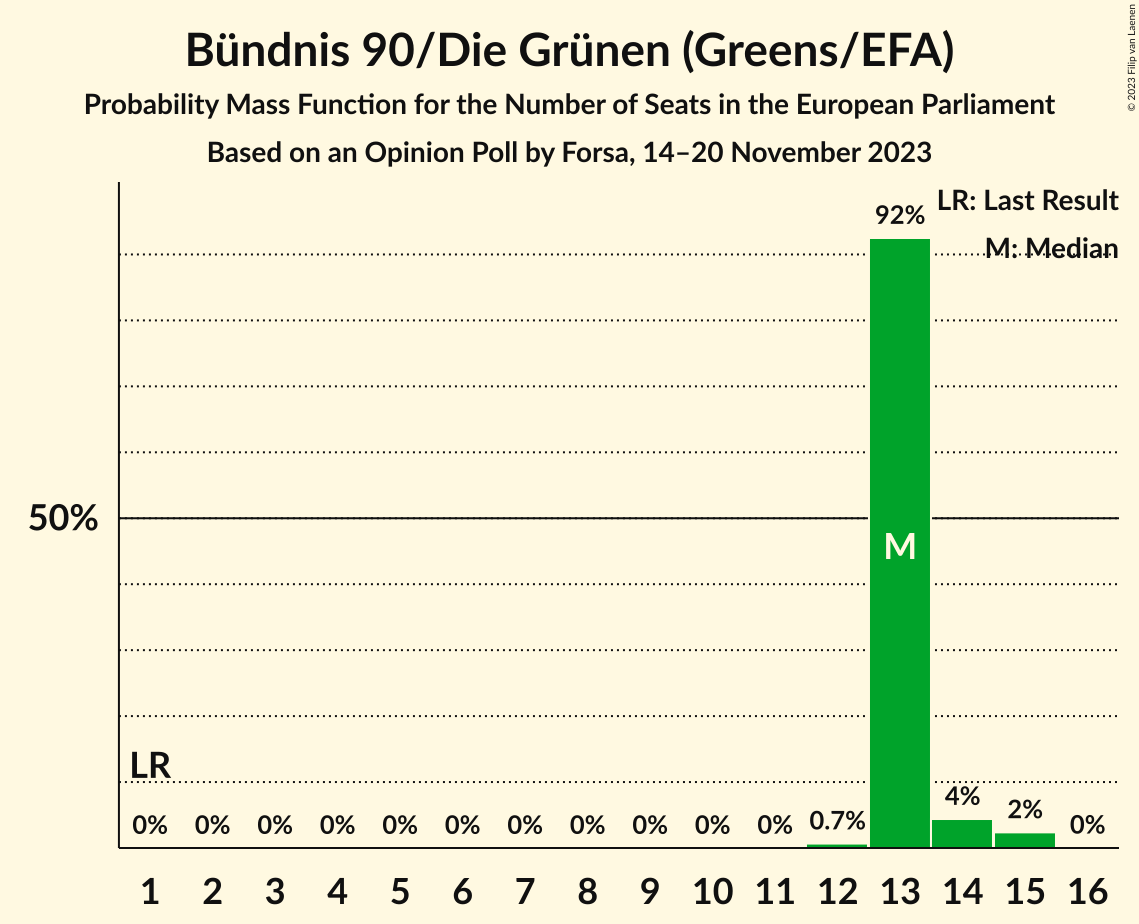 Bündnis 90/Die Grünen (Greens/EFA)
Probability Mass Function for the Number of Seats in the European Parliament
Based on an Opinion Poll by Forsa, 14–20 November 2023
© 2023 Filip van Laenen
LR: Last Result
M: Median
92%
50%
M
LR
0% 0% 0% 0% 0% 0% 0% 0% 0% 0% 0% 0.7% 4% 2% 0%
1 2 3 4 5 6 7 8 9 10 11 12 13 14 15 16